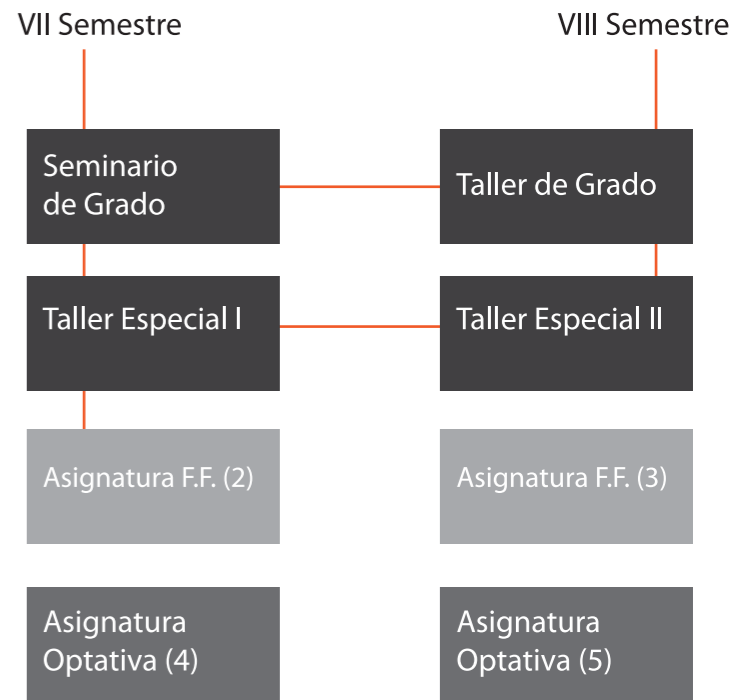 VII Semestre
VIII Semestre
Seminario
de Grado
Taller de Grado
Taller Especial I
Taller Especial II
Asignatura F.F. (2)
Asignatura F.F. (3)
Asignatura
Optativa (4)
Asignatura
Optativa (5)